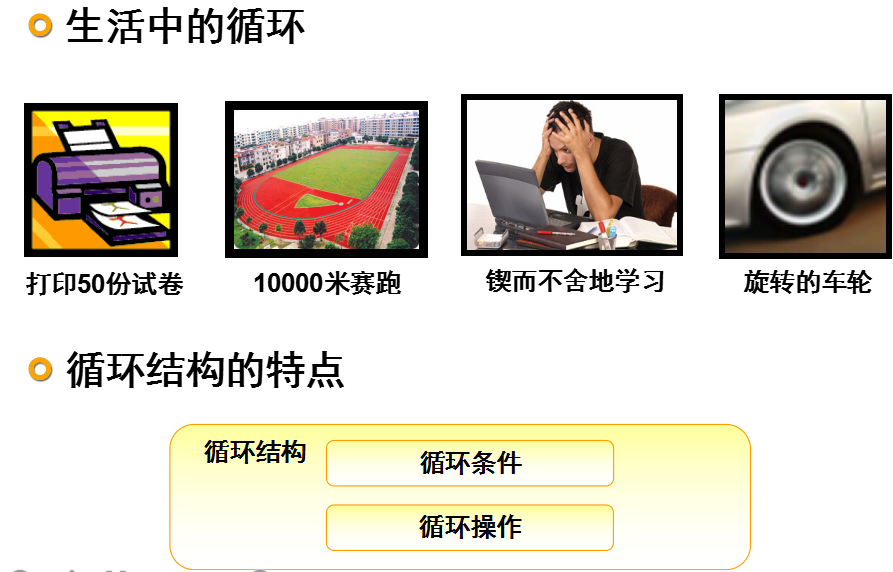 生活中的循环
打印50份试卷
10000米赛跑
锲而不舍地学习
旋转的车轮
循环结构的特点
循环结构
循环条件
循环操作